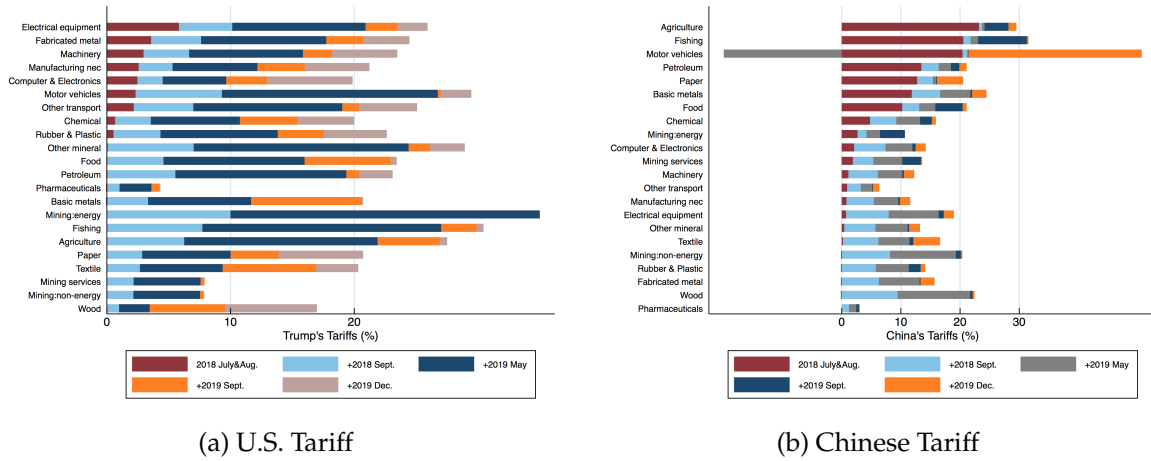 Electrical equipment
Fabricated metal
Machinery
Manufacturing nec
Computer & Electronics
Motor vehicles
Other transport
Chemical
Rubber & Plastic
Other mineral
Food
Petroleum
Pharmaceuticals
Basic metals
Mining:energy
Fishing
Agriculture
Paper
Textile
Mining services
Mining:non-energy
Wood
0 10 20
Trump's Tariffs (%)
2018 July&Aug. +2018 Sept. +2019 May
+2019 Sept. +2019 Dec.
(a) U.S. Tariff
Agriculture
Fishing
Motor vehicles
Petroleum
Paper
Basic metals
Food
Chemical
Mining:energy
Computer & Electronics
Mining services
Machinery
Other transport
Manufacturing nec
Electrical equipment
Other mineral
Textile
Mining:non-energy
Rubber & Plastic
Fabricated metal
Wood
Pharmaceuticals
0 10 20 30
China's Tariffs (%)
2018 July&Aug. +2018 Sept. +2019 May
+2019 Sept. +2019 Dec.
(b) Chinese Tariff